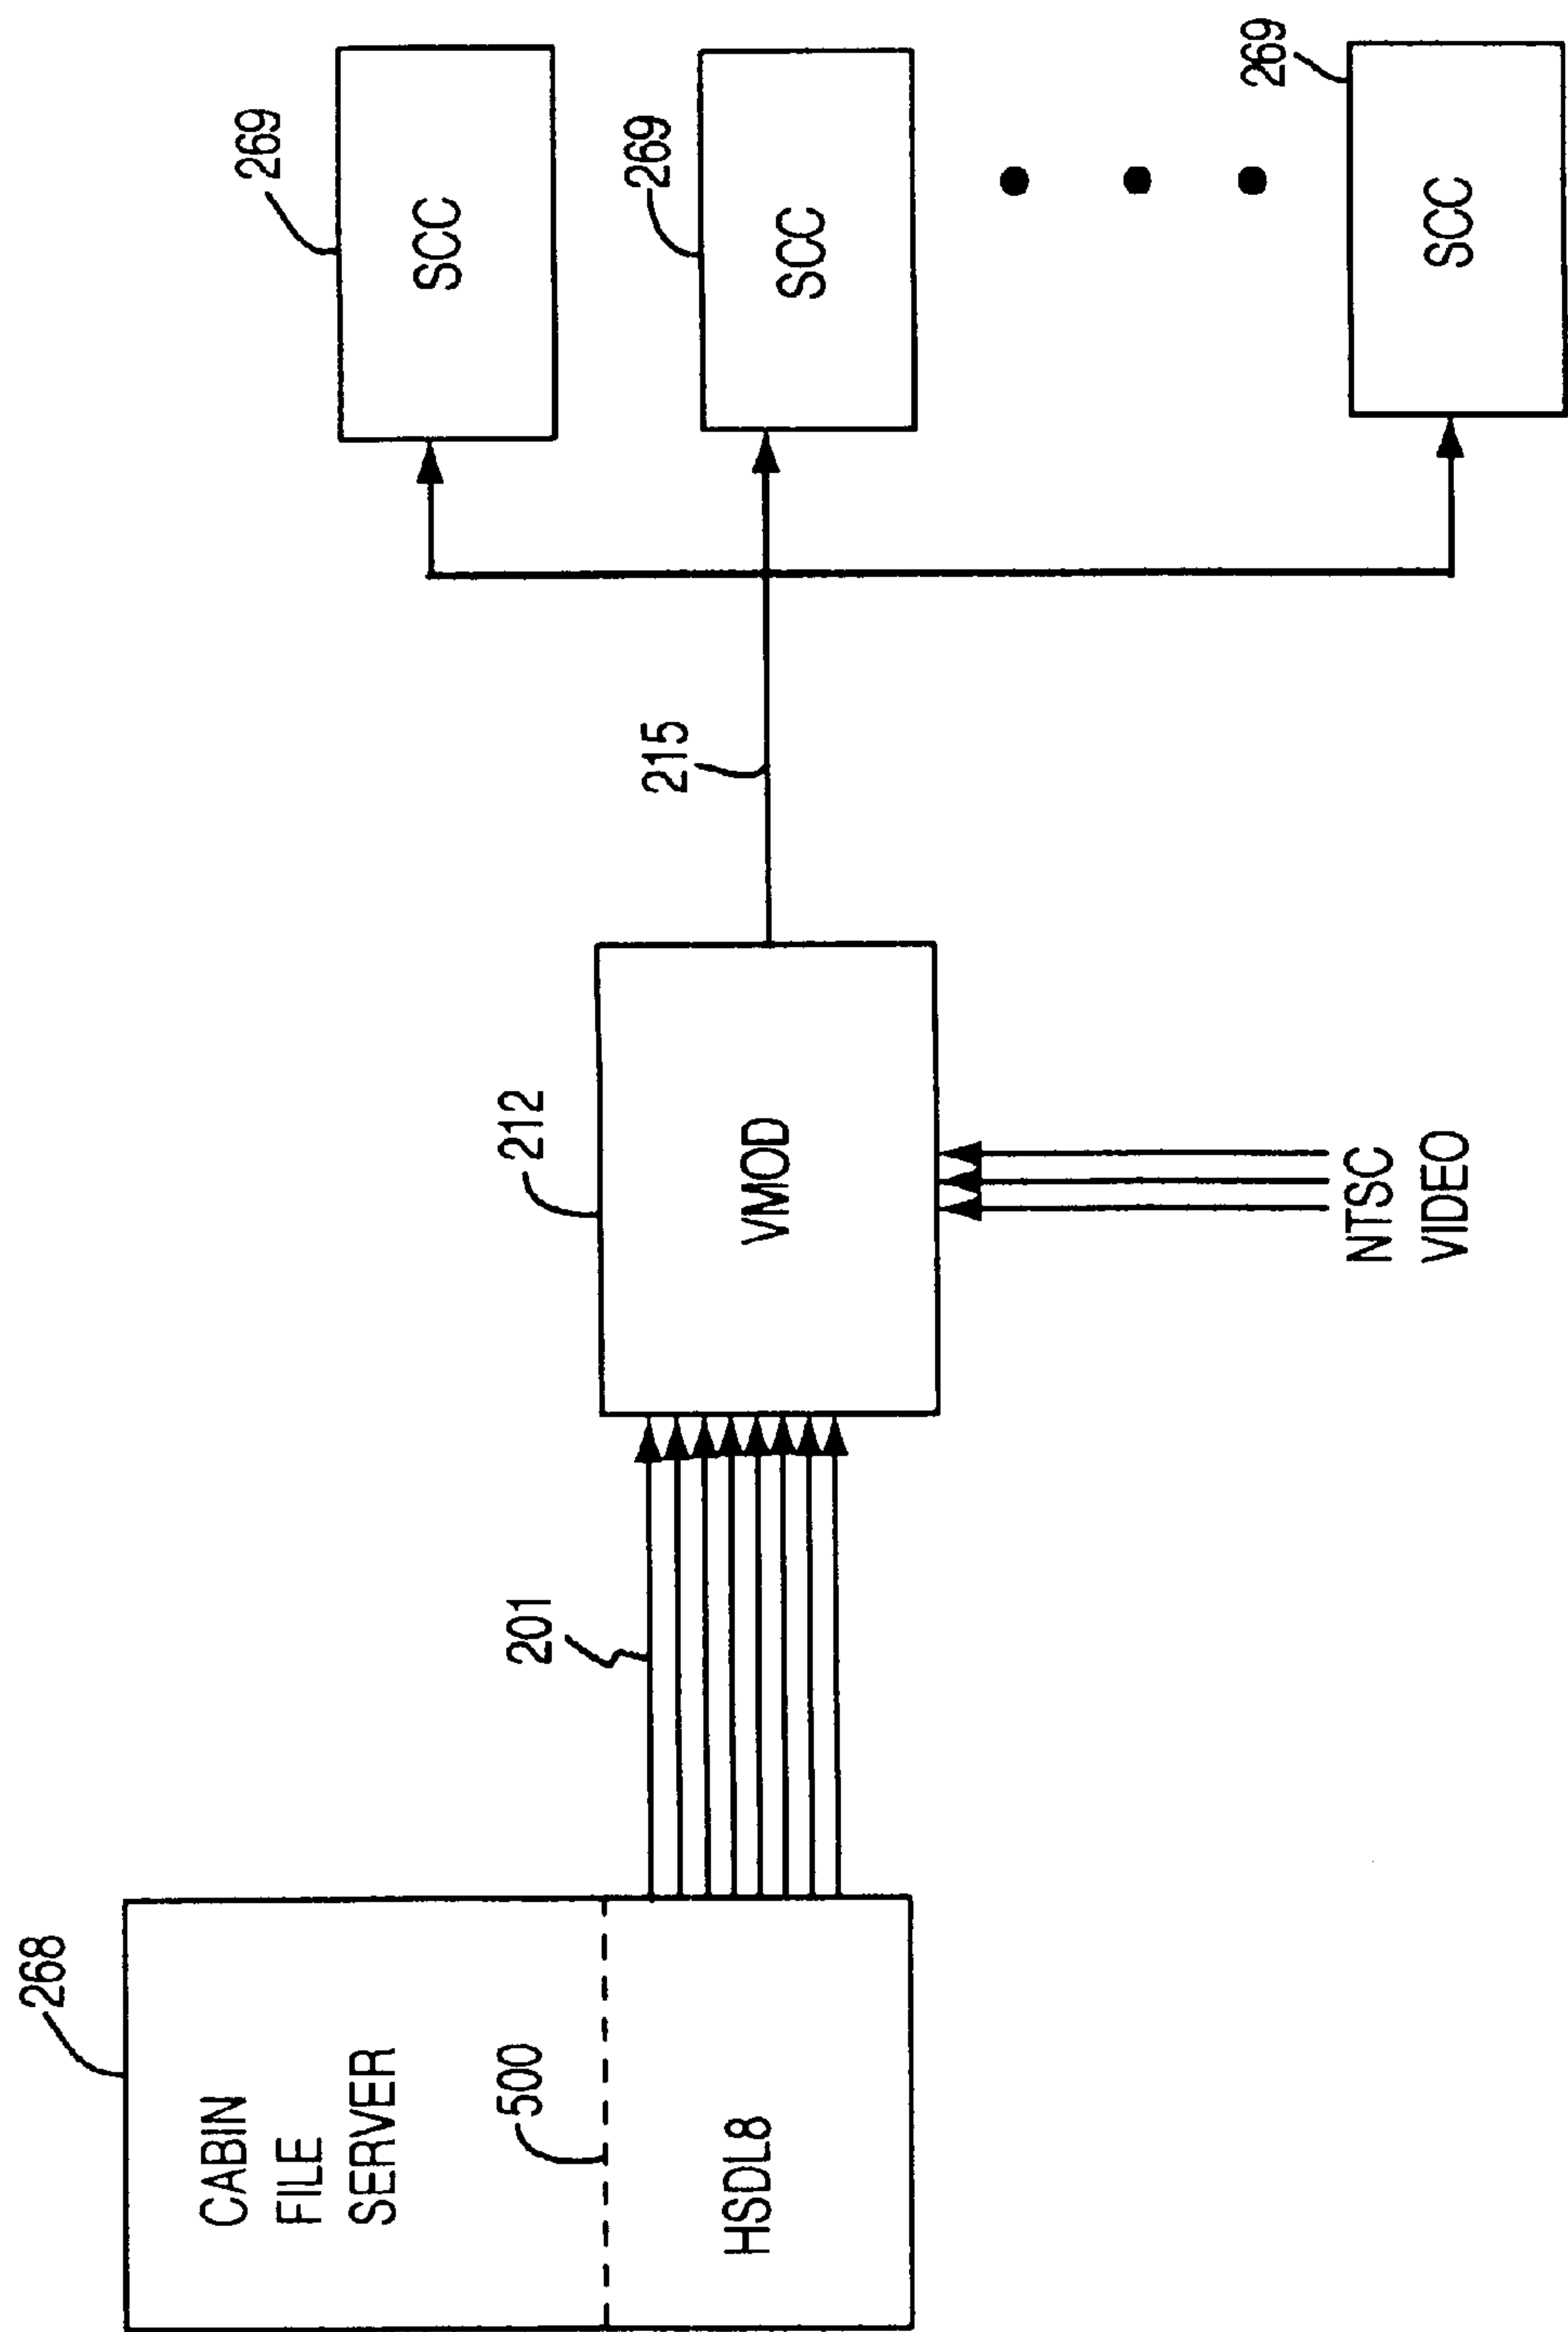 268
CABIN
FILE
SERVER
500
HSDL8
201
212
VMOD
NTSC
VIDEO
215
269
SCC
269
SCC
269
SCC